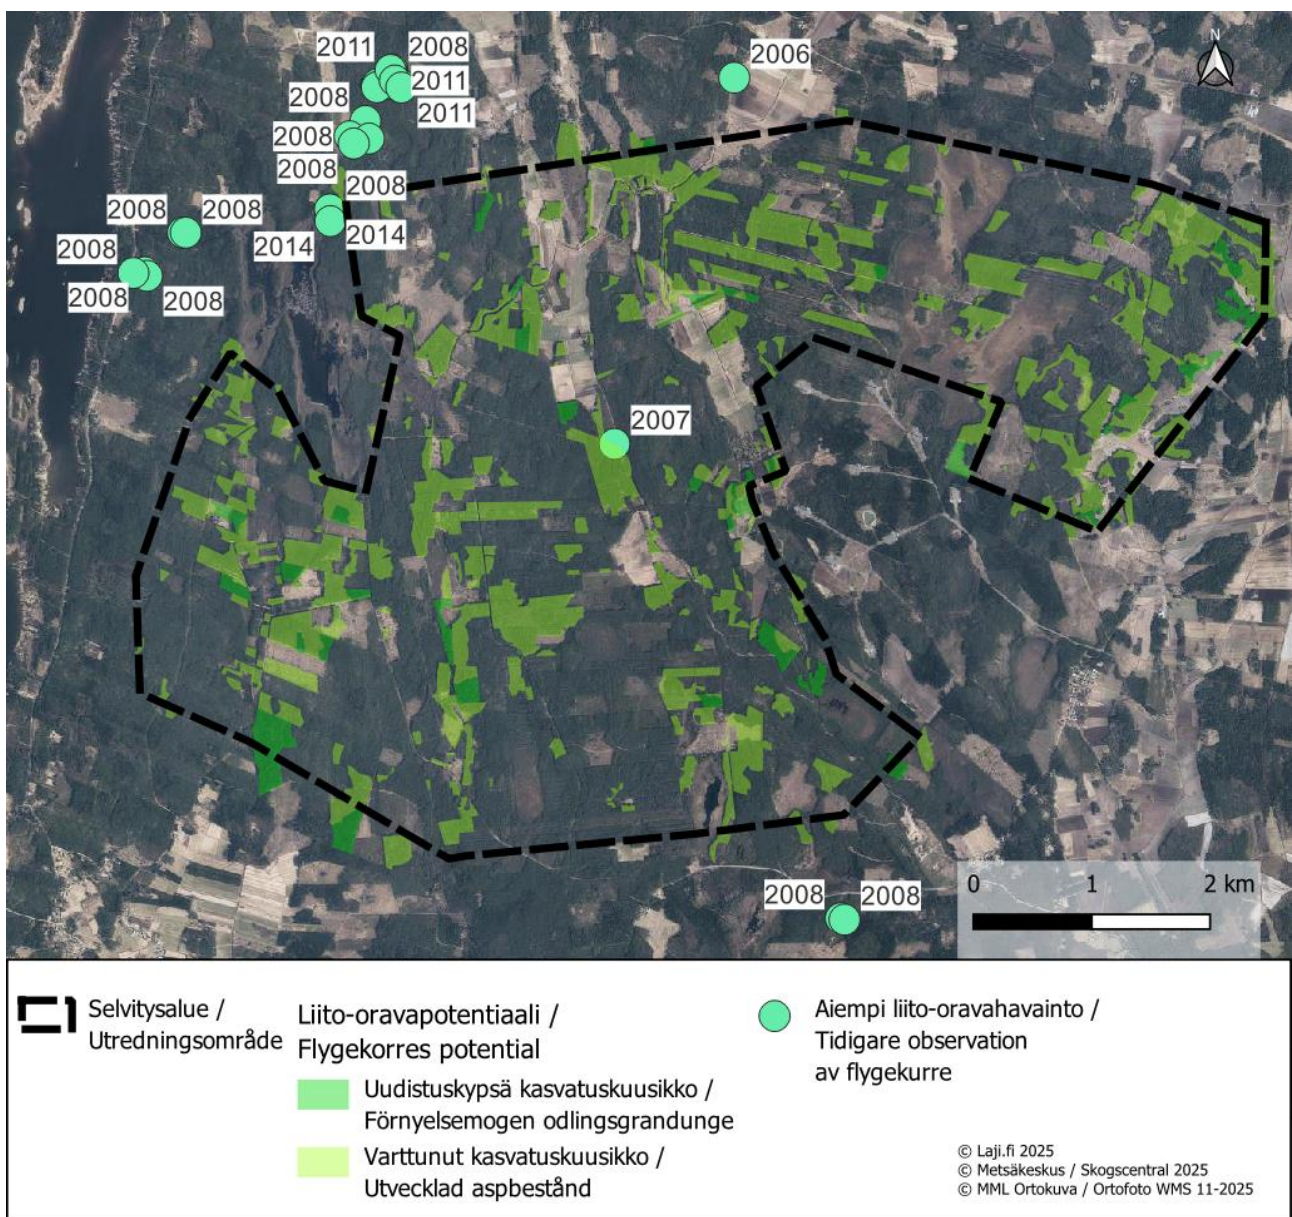 N
2011
2008
2006
2011
2008
2011
2008
2008
2008
2008
2008
2014
2014
2008
2008
2008
2007
2008
2008
0 1 2 km
Selvitysalue /
Utredningsområde
Liito-oravapotentiaali /
Flygekorres potential
Uudistuskypsä kasvatuskuusikko /
Förnyelsemogen odlingsgrandunge
Varttunut kasvatuskuusikko /
Utvecklad aspbestånd
Aiempi liito-oravahavainto /
Tidigare observation
av flygekurre
© Laji.fi 2025
© Metsäkeskus / Skogscentral 2025
© MML Ortokuva / Ortofoto WMS 11-2025